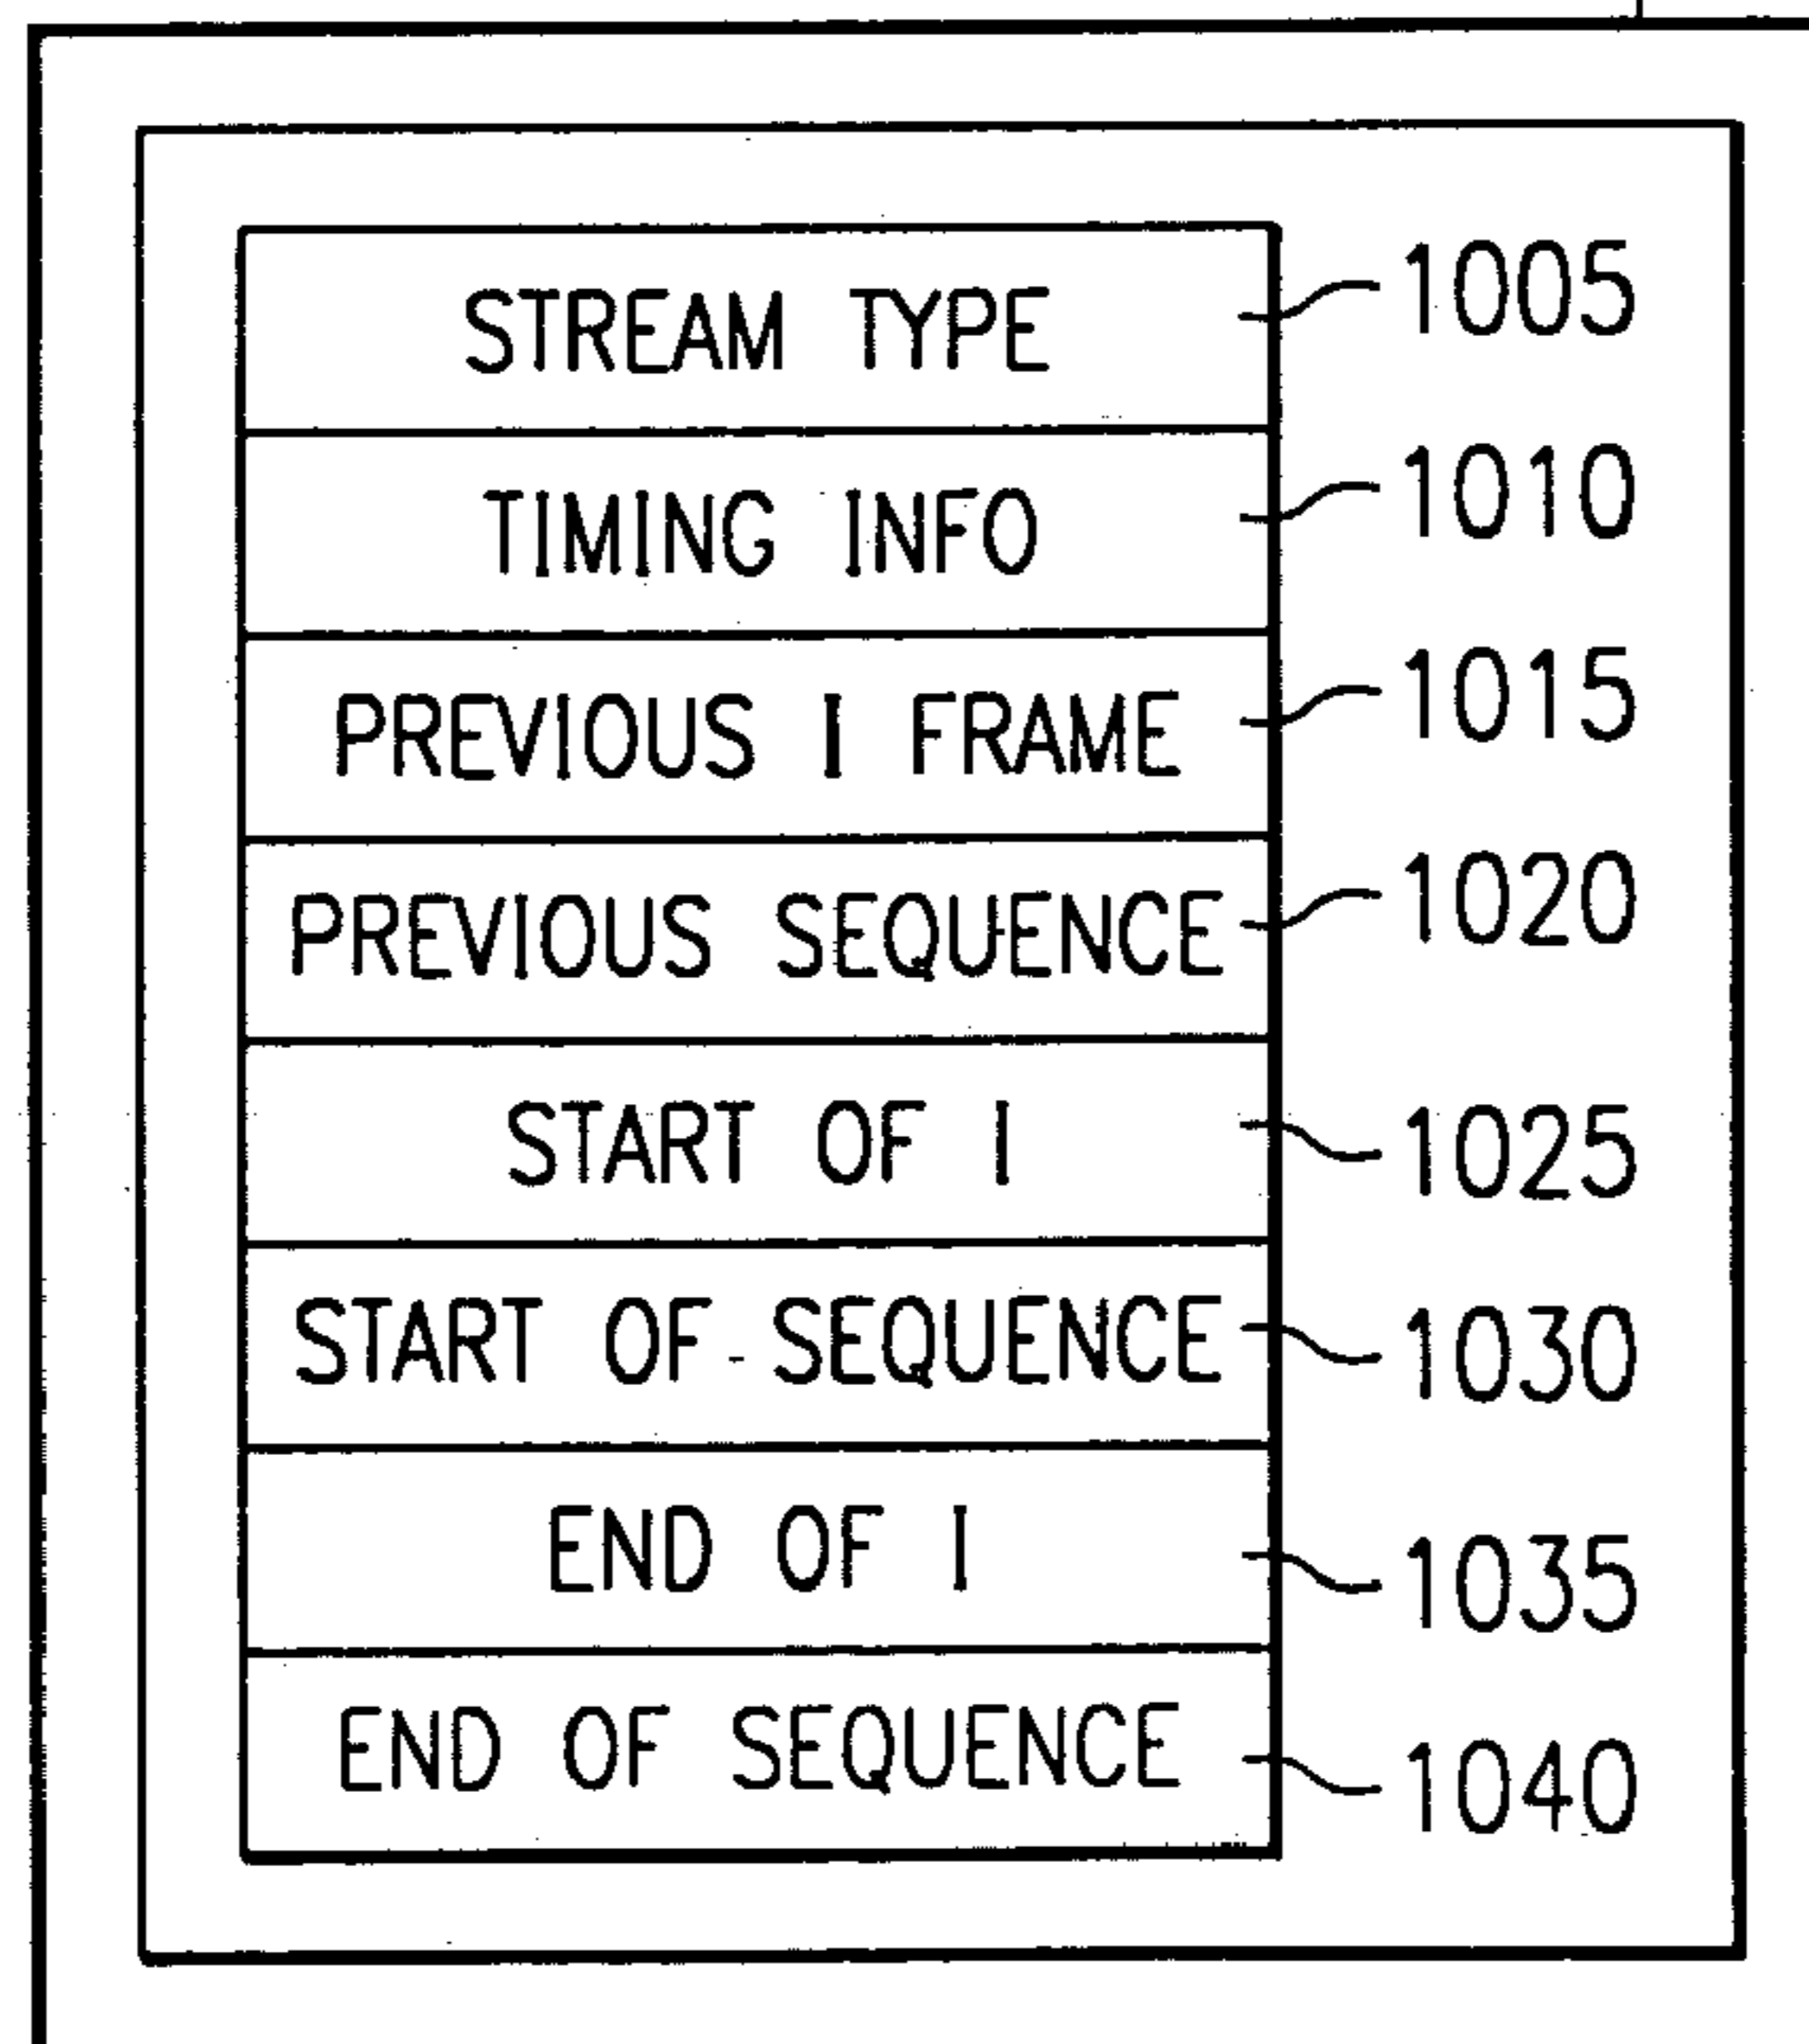 STREAM TYPE 1005
TIMING INFO 1010
PREVIOUS I FRAME 1015
PREVIOUS SEQUENCE 1020
START OF I 1025
START OF SEQUENCE 1030
END OF I 1035
END OF SEQUENCE 1040